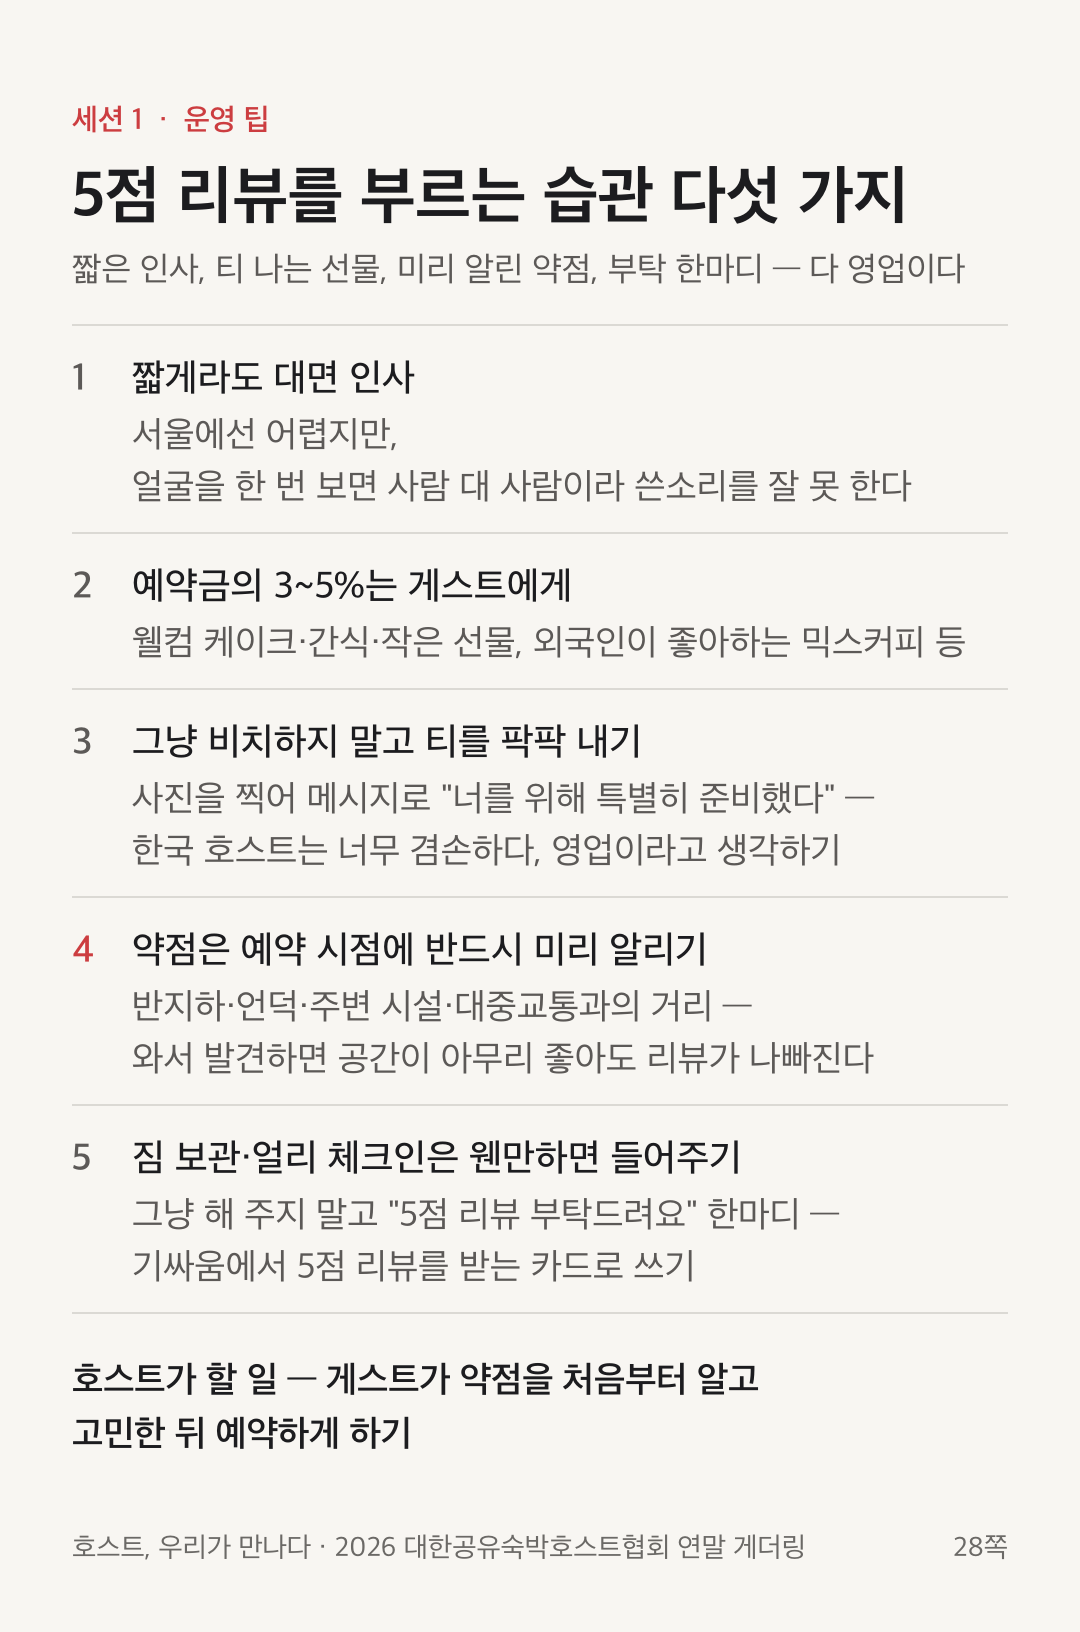 세션 1 · 운영 팁
5점 리뷰를 부르는 습관 다섯 가지
짧은 인사, 티 나는 선물, 미리 알린 약점, 부탁 한마디 — 다 영업이다
1 짧게라도 대면 인사
서울에선 어렵지만,
얼굴을 한 번 보면 사람 대 사람이라 쓴소리를 잘 못 한다
2 예약금의 3~5%는 게스트에게
웰컴 케이크·간식·작은 선물, 외국인이 좋아하는 믹스커피 등
3 그냥 비치하지 말고 티를 팍팍 내기
사진을 찍어 메시지로 "너를 위해 특별히 준비했다" —
한국 호스트는 너무 겸손하다, 영업이라고 생각하기
4 약점은 예약 시점에 반드시 미리 알리기
반지하·언덕·주변 시설·대중교통과의 거리 —
와서 발견하면 공간이 아무리 좋아도 리뷰가 나빠진다
5 짐 보관·얼리 체크인은 웬만하면 들어주기
그냥 해 주지 말고 "5점 리뷰 부탁드려요" 한마디 —
기싸움에서 5점 리뷰를 받는 카드로 쓰기
호스트가 할 일 — 게스트가 약점을 처음부터 알고
고민한 뒤 예약하게 하기
호스트, 우리가 만나다 · 2026 대한공유숙박호스트협회 연말 게더링 28쪽